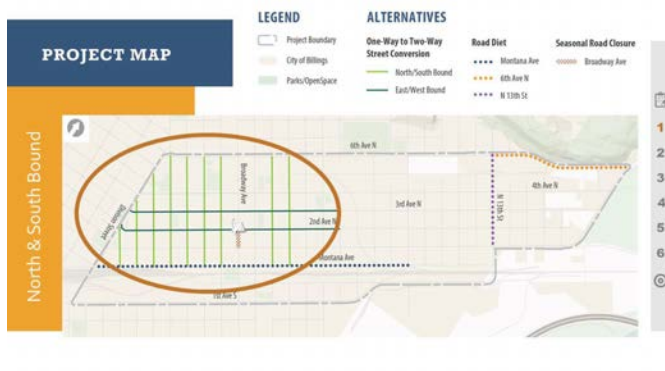 PROJECT MAP
North & South Bound
LEGEND
Project Boundary
City of Billings
Parks/OpenSpace
ALTERNATIVES
One-Way to Two-Way
Street Conversion
North/South Bound
East/West Bound
Road Diet
Montana Ave
6th Ave N
N 13th St
Seasonal Road Closure
Broadway Ave
6th Ave N
Broadway Ave
Division Street
2nd Ave N
3rd Ave N
4th Ave N
N 13th St
Montana Ave
1st Ave S
1
2
3
4
5
6